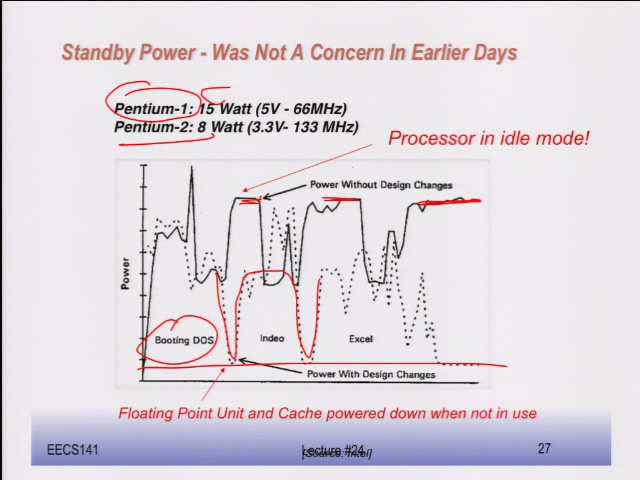 Standby Power - Was Not A Concern In Earlier Days
Pentium-1: 15 Watt (5V - 66MHz)
Pentium-2: 8 Watt (3.3V- 133 MHz)
Processor in idle mode!
Power Without Design Changes
Power
Booting DOS
Indeo
Excel
Power With Design Changes
Floating Point Unit and Cache powered down when not in use
EECS141
Lecture #24
[Source: Intel]
27